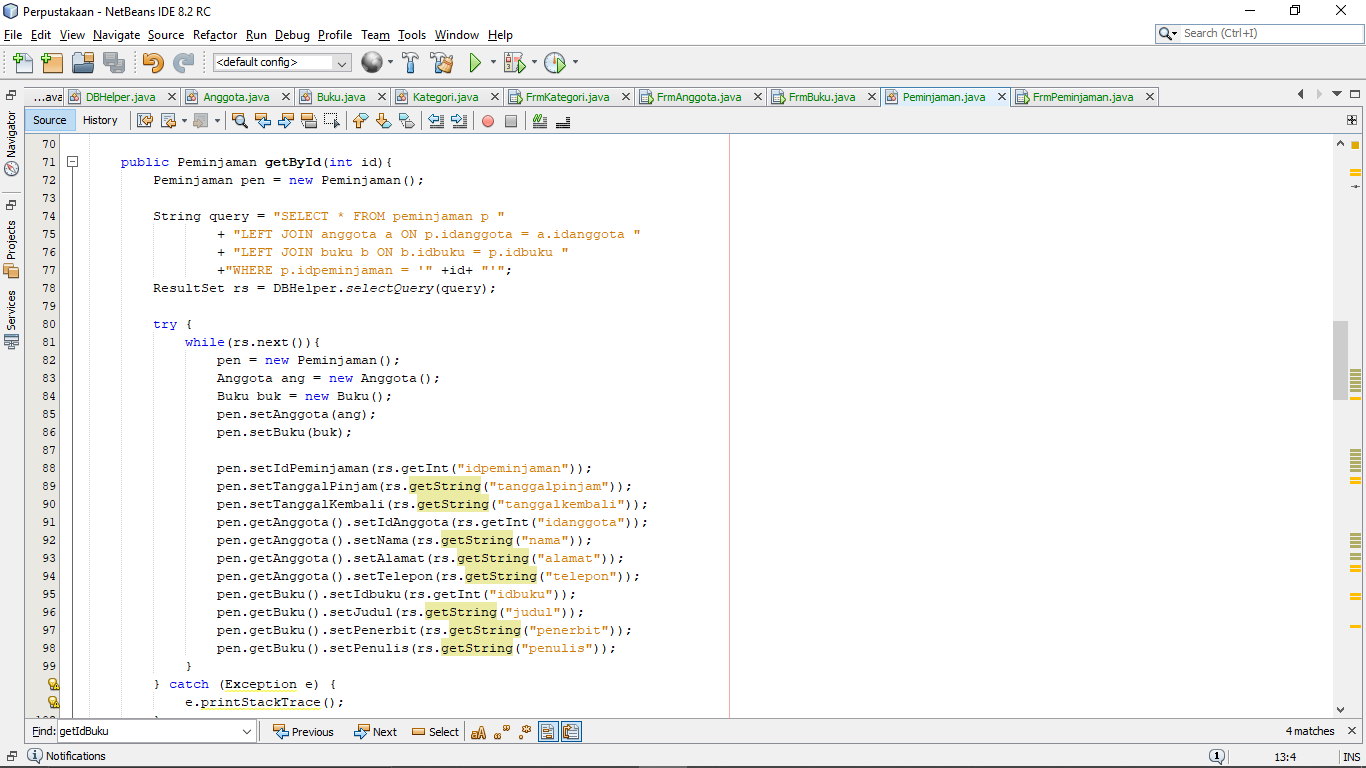 Perpustakaan - NetBeans IDE 8.2 RC
File Edit View Navigate Source Refactor Run Debug Profile Team Tools Window Help
Search (Ctrl+I)
<default config>
...ava DBHelper.java Anggota.java Buku.java Kategori.java FrmKategori.java FrmAnggota.java FrmBuku.java Peminjaman.java FrmPeminjaman.java
Source History
Navigator
Projects
Services
70
71 public Peminjaman getById(int id){
72 Peminjaman pen = new Peminjaman();
73
74 String query = "SELECT * FROM peminjaman p "
75 + "LEFT JOIN anggota a ON p.idanggota = a.idanggota "
76 + "LEFT JOIN buku b ON b.idbuku = p.idbuku "
77 +"WHERE p.idpeminjaman = '" +id+ "'";
78 ResultSet rs = DBHelper.selectQuery(query);
79
80 try {
81 while(rs.next()){
82 pen = new Peminjaman();
83 Anggota ang = new Anggota();
84 Buku buk = new Buku();
85 pen.setAnggota(ang);
86 pen.setBuku(buk);
87
88 pen.setIdPeminjaman(rs.getInt("idpeminjaman"));
89 pen.setTanggalPinjam(rs.getString("tanggalpinjam"));
90 pen.setTanggalKembali(rs.getString("tanggalkembali"));
91 pen.getAnggota().setIdAnggota(rs.getInt("idanggota"));
92 pen.getAnggota().setNama(rs.getString("nama"));
93 pen.getAnggota().setAlamat(rs.getString("alamat"));
94 pen.getAnggota().setTelepon(rs.getString("telepon"));
95 pen.getBuku().setIdbuku(rs.getInt("idbuku"));
96 pen.getBuku().setJudul(rs.getString("judul"));
97 pen.getBuku().setPenerbit(rs.getString("penerbit"));
98 pen.getBuku().setPenulis(rs.getString("penulis"));
99 }
} catch (Exception e) {
e.printStackTrace();
Find: getIdBuku Previous Next Select 4 matches
Notifications 1 13:4 INS